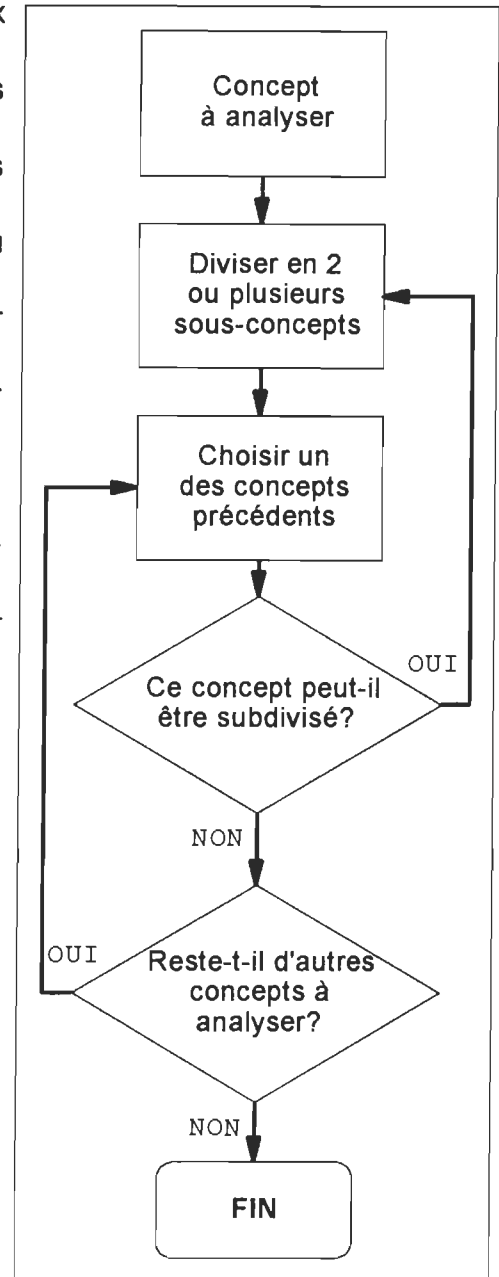 Concept
à analyser
Diviser en 2
ou plusieurs
sous-concepts
Choisir un
des concepts
précédents
OUI
Ce concept peut-il
être subdivisé?
NON
OUI
Reste-t-il d'autres
concepts à
analyser?
NON
FIN